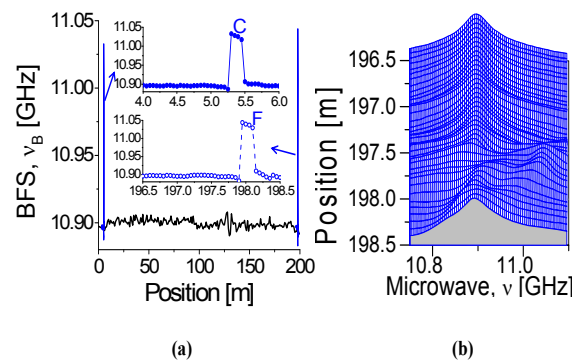 11.05
11.00
10.95
10.90
BFS, ν_B [GHz]
0 50 100 150 200
Position [m]
11.05
11.00
10.95
10.90
C
4.0 4.5 5.0 5.5 6.0
11.05
11.00
10.95
10.90
F
196.5 197 197.5 198 198.5
(a)
196.5
197.0
197.5
198.0
198.5
Position [m]
10.8 11.0
Microwave, ν [GHz]
(b)